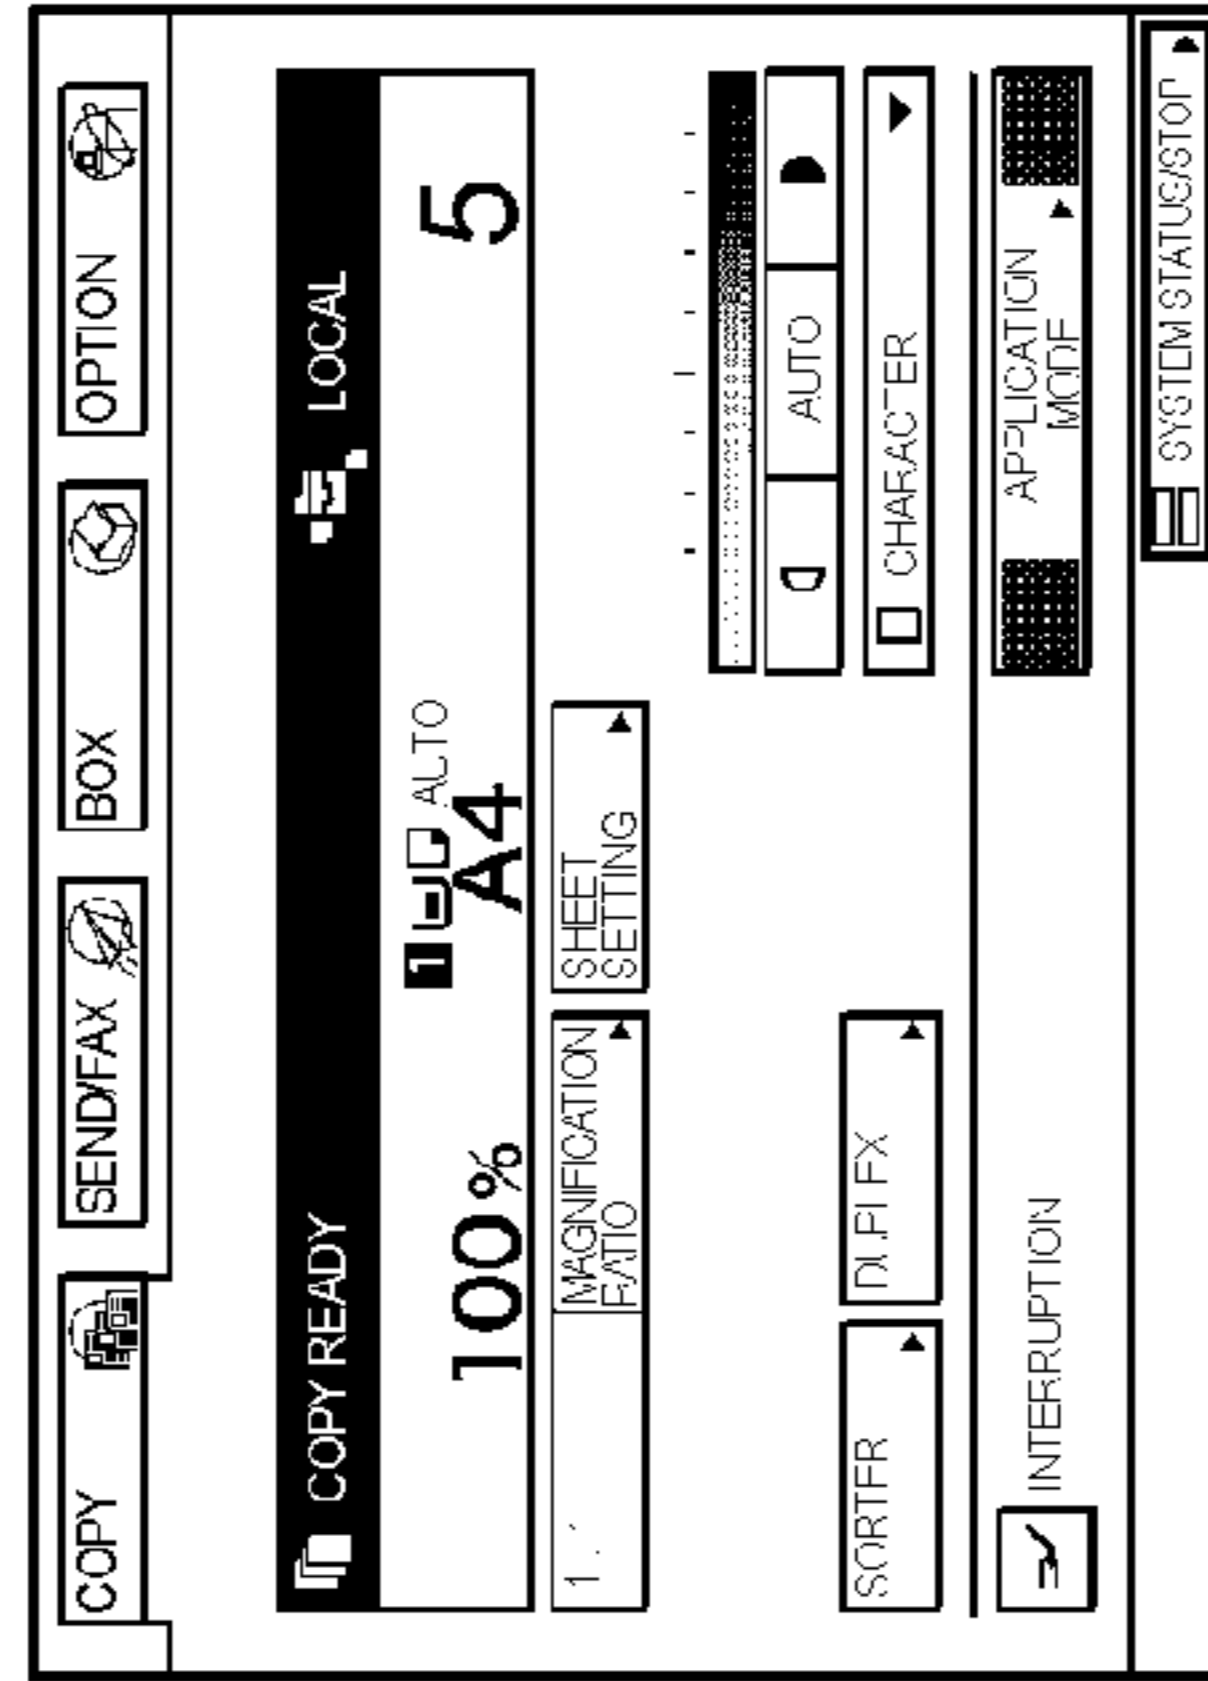 COPY
SEND/FAX
BOX
OPTION
COPY READY
LOCAL
100%
1
AUTO
A4
5
MAGNIFICATION
RATIO
SHEET
SETTING
AUTO
CHARACTER
SORTER
DUPLEX
INTERRUPTION
APPLICATION
MODE
SYSTEM STATUS/STOP